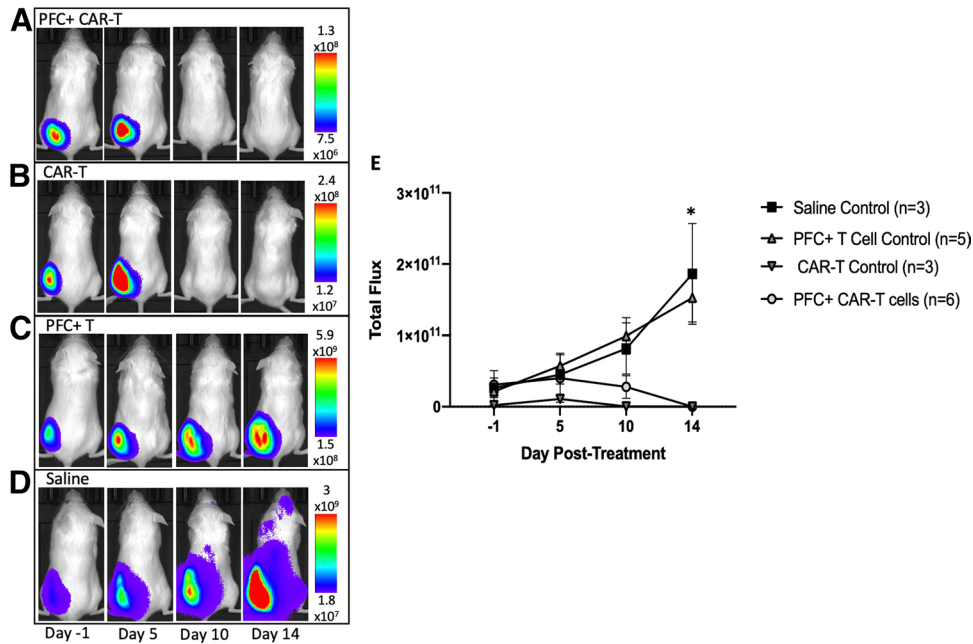 A
PFC+ CAR-T
1.3
x10⁸
7.5
x10⁶
B
CAR-T
2.4
x10⁸
1.2
x10⁷
C
PFC+ T
5.9
x10⁹
1.5
x10⁸
D
Saline
3
x10⁹
1.8
x10⁷
Day -1 Day 5 Day 10 Day 14
E
3×10¹¹
2×10¹¹
1×10¹¹
0
Total Flux
-1 5 10 14
Day Post-Treatment
*
Saline Control (n=3)
PFC+ T Cell Control (n=5)
CAR-T Control (n=3)
PFC+ CAR-T cells (n=6)